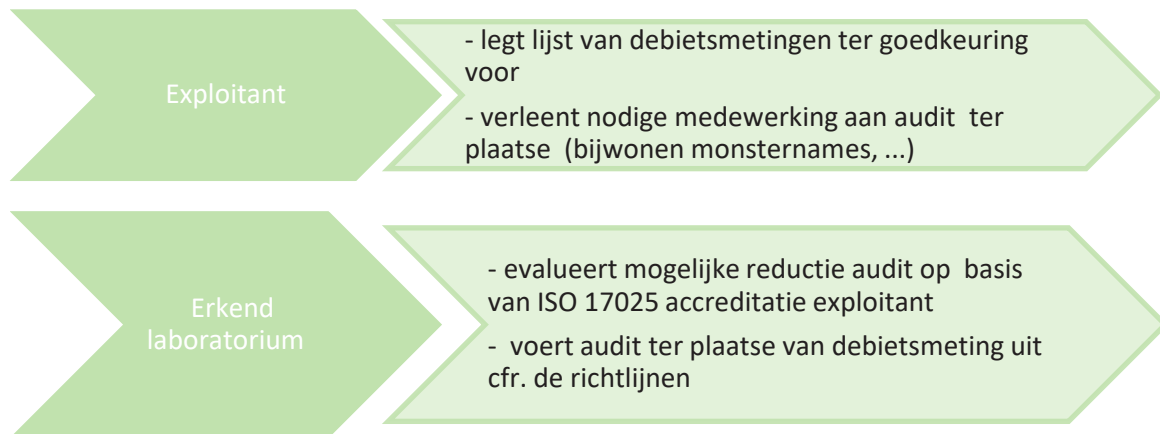 Exploitant
- legt lijst van debietsmetingen ter goedkeuring
voor
- verleent nodige medewerking aan audit ter
plaatse (bijwonen monsternames, ...)
Erkend
laboratorium
- evalueert mogelijke reductie audit op basis
van ISO 17025 accreditatie exploitant
- voert audit ter plaatse van debietsmeting uit
cfr. de richtlijnen